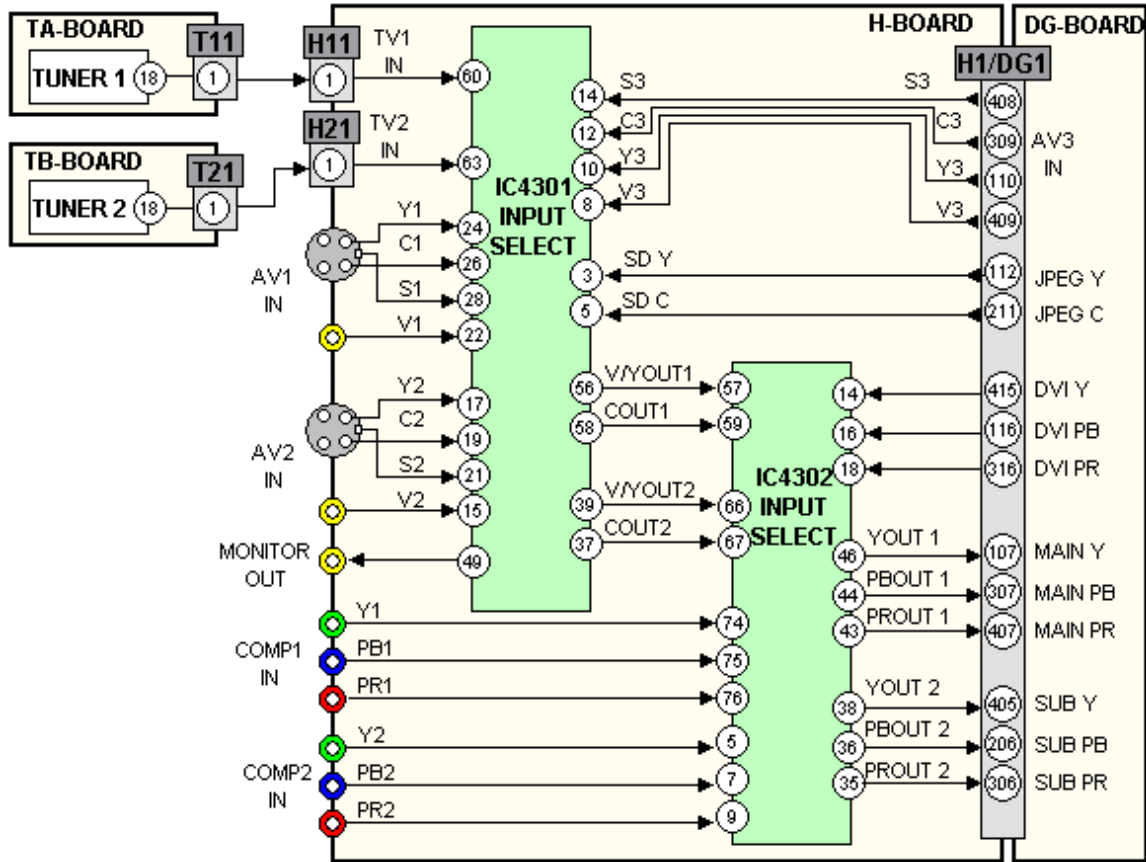 TA-BOARD
T11
TUNER 1
18
1
H11
1
TV1
IN
60
H-BOARD
DG-BOARD
H1/DG1
TB-BOARD
T21
TUNER 2
18
1
H21
1
TV2
IN
63
IC4301
INPUT
SELECT
14
S3
S3
408
12
C3
C3
309
10
Y3
Y3
110
8
V3
V3
409
AV3
IN
AV1
IN
Y1
24
C1
26
S1
28
V1
22
3
SD Y
112
JPEG Y
5
SD C
211
JPEG C
AV2
IN
Y2
17
C2
19
S2
21
V2
15
MONITOR
OUT
49
56
V/YOUT1
57
58
COUT1
59
39
V/YOUT2
66
37
COUT2
67
IC4302
INPUT
SELECT
14
415
DVI Y
16
116
DVI PB
18
316
DVI PR
46
YOUT 1
107
MAIN Y
44
PBOUT 1
307
MAIN PB
43
PROUT 1
407
MAIN PR
38
YOUT 2
405
SUB Y
36
PBOUT 2
206
SUB PB
35
PROUT 2
306
SUB PR
COMP1
IN
Y1
74
PB1
75
PR1
76
COMP2
IN
Y2
5
PB2
7
PR2
9